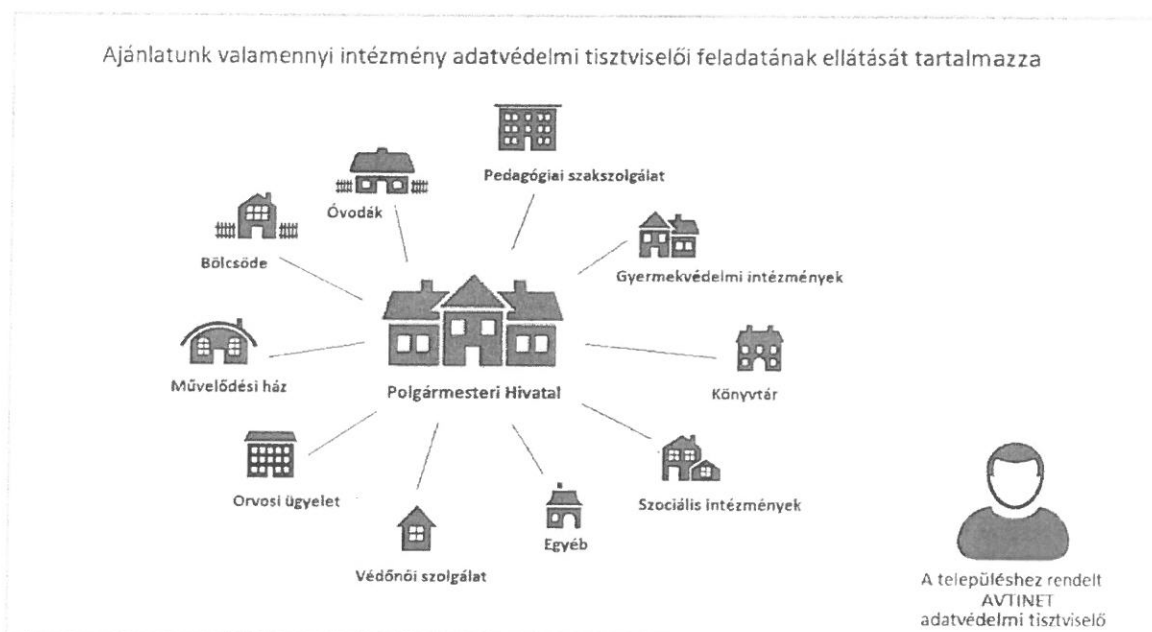 Ajánlatunk valamennyi intézmény adatvédelmi tisztviselői feladatának ellátását tartalmazza
Pedagógiai szakszolgálat
Óvodák
Bölcsőde
Gyermekvédelmi intézmények
Művelődési ház
Polgármesteri Hivatal
Könyvtár
Orvosi ügyelet
Szociális intézmények
Egyéb
Védőnői szolgálat
A településhez rendelt
AVTINET
adatvédelmi tisztviselő